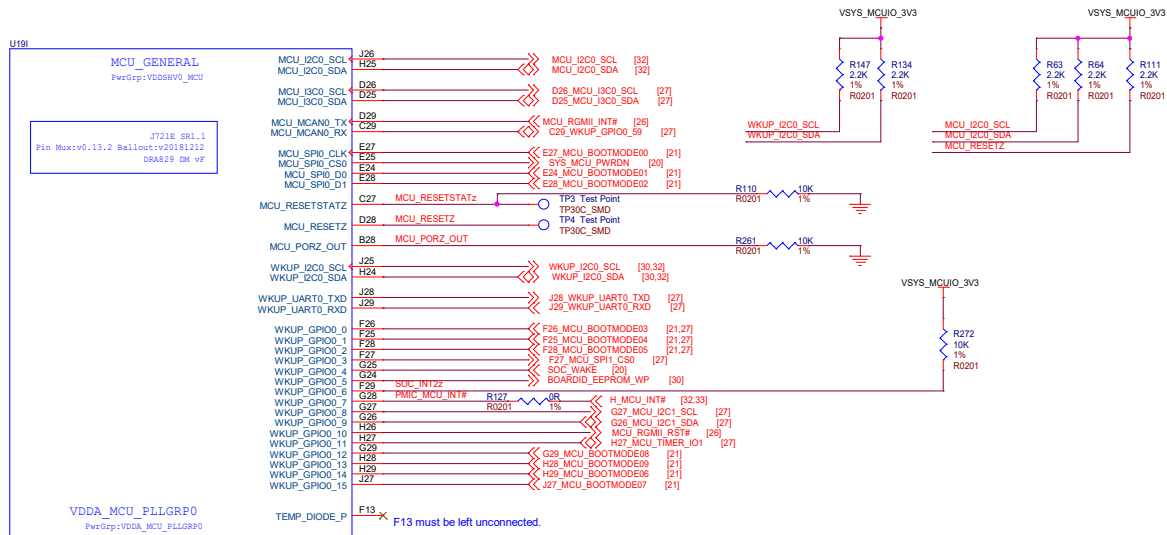 VSYS_MCUIO_3V3 VSYS_MCUIO_3V3
U19I
MCU_GENERAL
PwrGrp:VDDSHV0_MCU
J721E SR1.1
Pin Mux:v0.13.2 Ballout:v20181212
DRA829 DM vF
MCU_I2C0_SCL J26 MCU_I2C0_SCL [32]
MCU_I2C0_SDA H25 MCU_I2C0_SDA [32]
MCU_I3C0_SCL D26 D26_MCU_I3C0_SCL [27]
MCU_I3C0_SDA D25 D25_MCU_I3C0_SDA [27]
MCU_MCAN0_TX D29 MCU_RGMII_INT# [26]
MCU_MCAN0_RX C29 C29_WKUP_GPIO0_59 [27]
MCU_SPI0_CLK E27 E27_MCU_BOOTMODE00 [21]
MCU_SPI0_CS0 E25 SYS_MCU_PWRDN [20]
MCU_SPI0_D0 E24 E24_MCU_BOOTMODE01 [21]
MCU_SPI0_D1 E28 E28_MCU_BOOTMODE02 [21]
MCU_RESETSTATZ C27 MCU_RESETSTATz
TP3 Test Point
TP30C_SMD
MCU_RESETZ D28 MCU_RESETZ
TP4 Test Point
TP30C_SMD
MCU_PORZ_OUT B28 MCU_PORZ_OUT
WKUP_I2C0_SCL J25 WKUP_I2C0_SCL [30,32]
WKUP_I2C0_SDA H24 WKUP_I2C0_SDA [30,32]
WKUP_UART0_TXD J28 J28_WKUP_UART0_TXD [27]
WKUP_UART0_RXD J29 J29_WKUP_UART0_RXD [27]
WKUP_GPIO0_0 F26 F26_MCU_BOOTMODE03 [21,27]
WKUP_GPIO0_1 F25 F25_MCU_BOOTMODE04 [21,27]
WKUP_GPIO0_2 F28 F28_MCU_BOOTMODE05 [21,27]
WKUP_GPIO0_3 F27 F27_MCU_SPI1_CS0 [27]
WKUP_GPIO0_4 G25 SOC_WAKE [20]
WKUP_GPIO0_5 G24 BOARDID_EEPROM_WP [30]
WKUP_GPIO0_6 F29 SOC_INT2z
WKUP_GPIO0_7 G28 PMIC_MCU_INT# R127 0R H_MCU_INT# [32,33]
R0201 1%
WKUP_GPIO0_8 G27 G27_MCU_I2C1_SCL [27]
WKUP_GPIO0_9 G26 G26_MCU_I2C1_SDA [27]
WKUP_GPIO0_10 H26 MCU_RGMII_RST# [26]
WKUP_GPIO0_11 H27 H27_MCU_TIMER_IO1 [27]
WKUP_GPIO0_12 G29 G29_MCU_BOOTMODE08 [21]
WKUP_GPIO0_13 H28 H28_MCU_BOOTMODE09 [21]
WKUP_GPIO0_14 H29 H29_MCU_BOOTMODE06 [21]
WKUP_GPIO0_15 J27 J27_MCU_BOOTMODE07 [21]
VDDA_MCU_PLLGRP0
PwrGrp:VDDA_MCU_PLLGRP0
TEMP_DIODE_P F13
F13 must be left unconnected.
R147 R134 R63 R64 R111
2.2K 2.2K 2.2K 2.2K 2.2K
1% 1% 1% 1% 1%
R0201 R0201 R0201 R0201 R0201
WKUP_I2C0_SCL
WKUP_I2C0_SDA
MCU_I2C0_SCL
MCU_I2C0_SDA
MCU_RESETZ
R110 10K
R0201 1%
R261 10K
R0201 1%
VSYS_MCUIO_3V3
R272
10K
1%
R0201